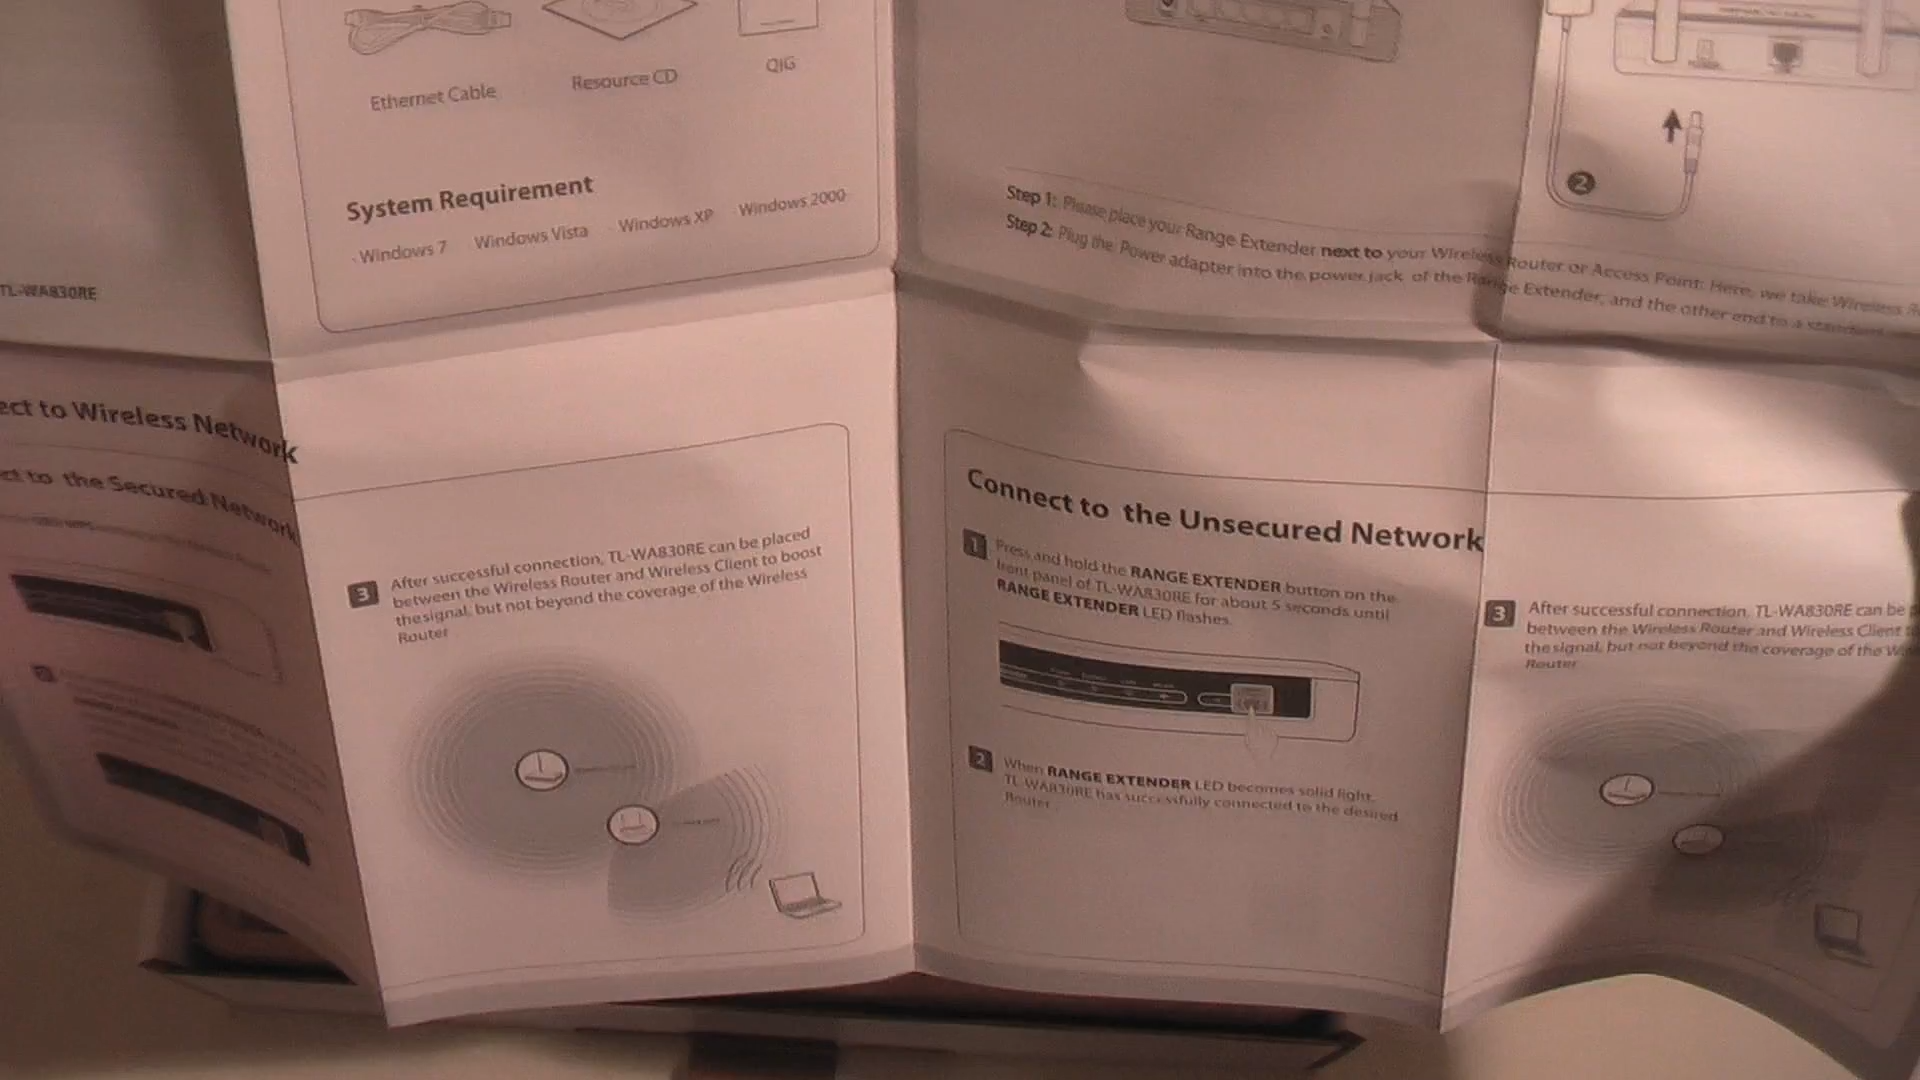 Ethernet Cable
Resource CD
QIG
System Requirement
· Windows 7 Windows Vista Windows XP Windows 2000
TL-WA830RE
2
Step 1: Please place your Range Extender next to your Wireless Router or Access Point: Here, we take Wireless
Step 2: Plug the Power adapter into the power jack of the Range Extender, and the other end to a standard
ect to Wireless Network
ct to the Secured Network
2
3 After successful connection, TL-WA830RE can be placed
between the Wireless Router and Wireless Client to boost
the signal, but not beyond the coverage of the Wireless
Router
Connect to the Unsecured Network
1 Press and hold the RANGE EXTENDER button on the
front panel of TL-WA830RE for about 5 seconds until
RANGE EXTENDER LED flashes.
2 When RANGE EXTENDER LED becomes solid light,
TL-WA830RE has successfully connected to the desired
Router
3 After successful connection, TL-WA830RE can be
between the Wireless Router and Wireless Client
the signal, but not beyond the coverage of the
Router